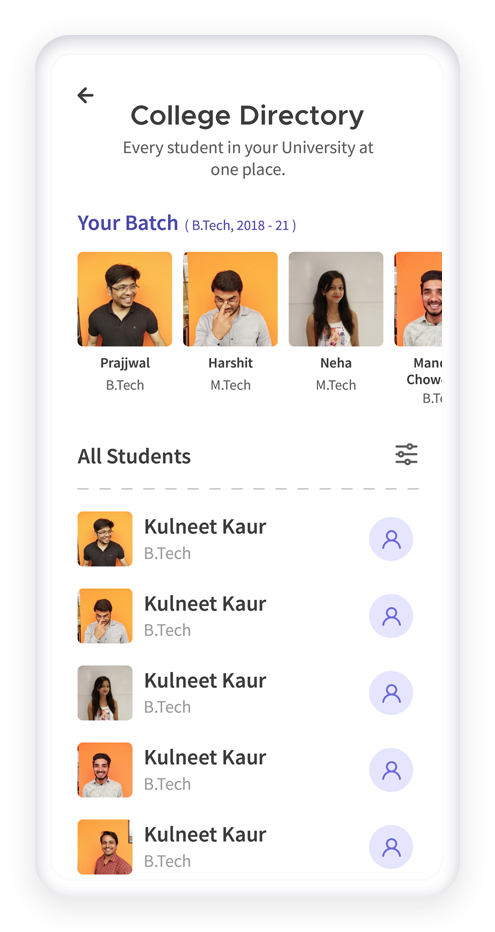 College Directory
Every student in your University at
one place.
Your Batch ( B.Tech, 2018 - 21 )
Prajjwal
B.Tech
Harshit
M.Tech
Neha
M.Tech
Mand
Chow
B.Te
All Students
Kulneet Kaur
B.Tech
Kulneet Kaur
B.Tech
Kulneet Kaur
B.Tech
Kulneet Kaur
B.Tech
Kulneet Kaur
B.Tech